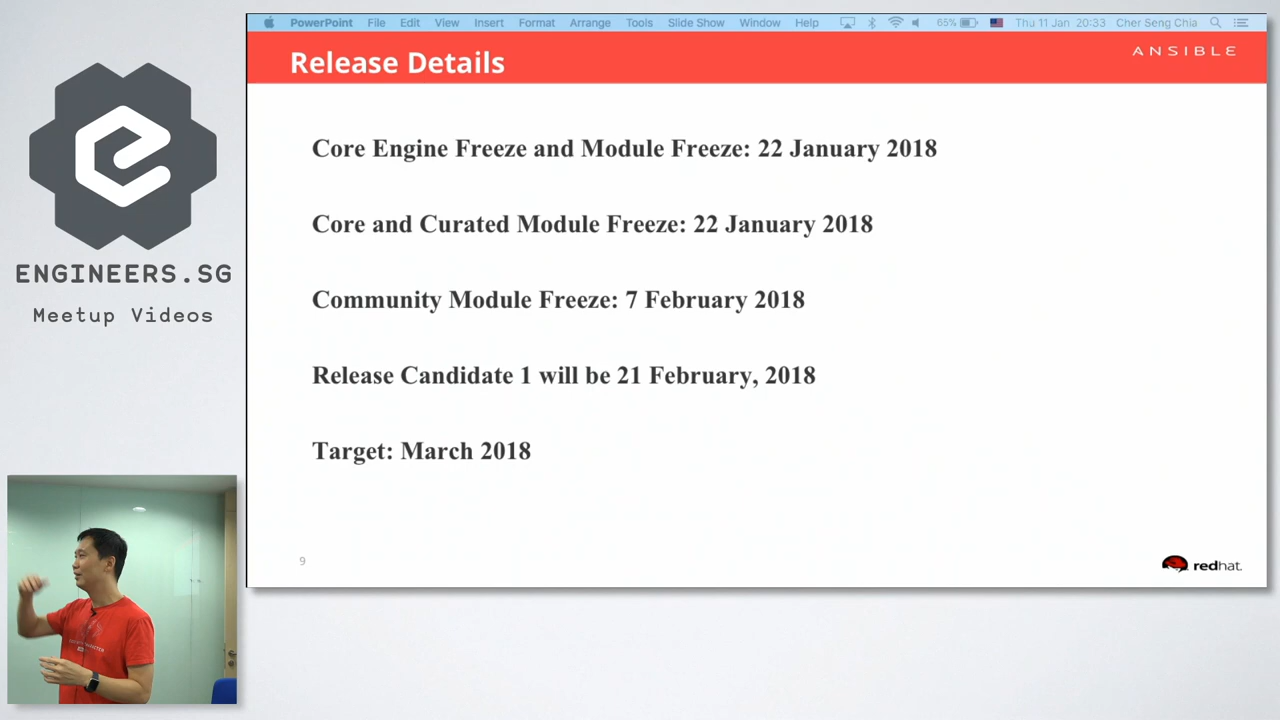 PowerPoint File Edit View Insert Format Arrange Tools Slide Show Window Help 65% Thu 11 Jan 20:33 Cher Seng Chia
Release Details
ANSIBLE
Core Engine Freeze and Module Freeze: 22 January 2018
Core and Curated Module Freeze: 22 January 2018
Community Module Freeze: 7 February 2018
Release Candidate 1 will be 21 February, 2018
Target: March 2018
9
redhat.
ENGINEERS.SG
Meetup Videos